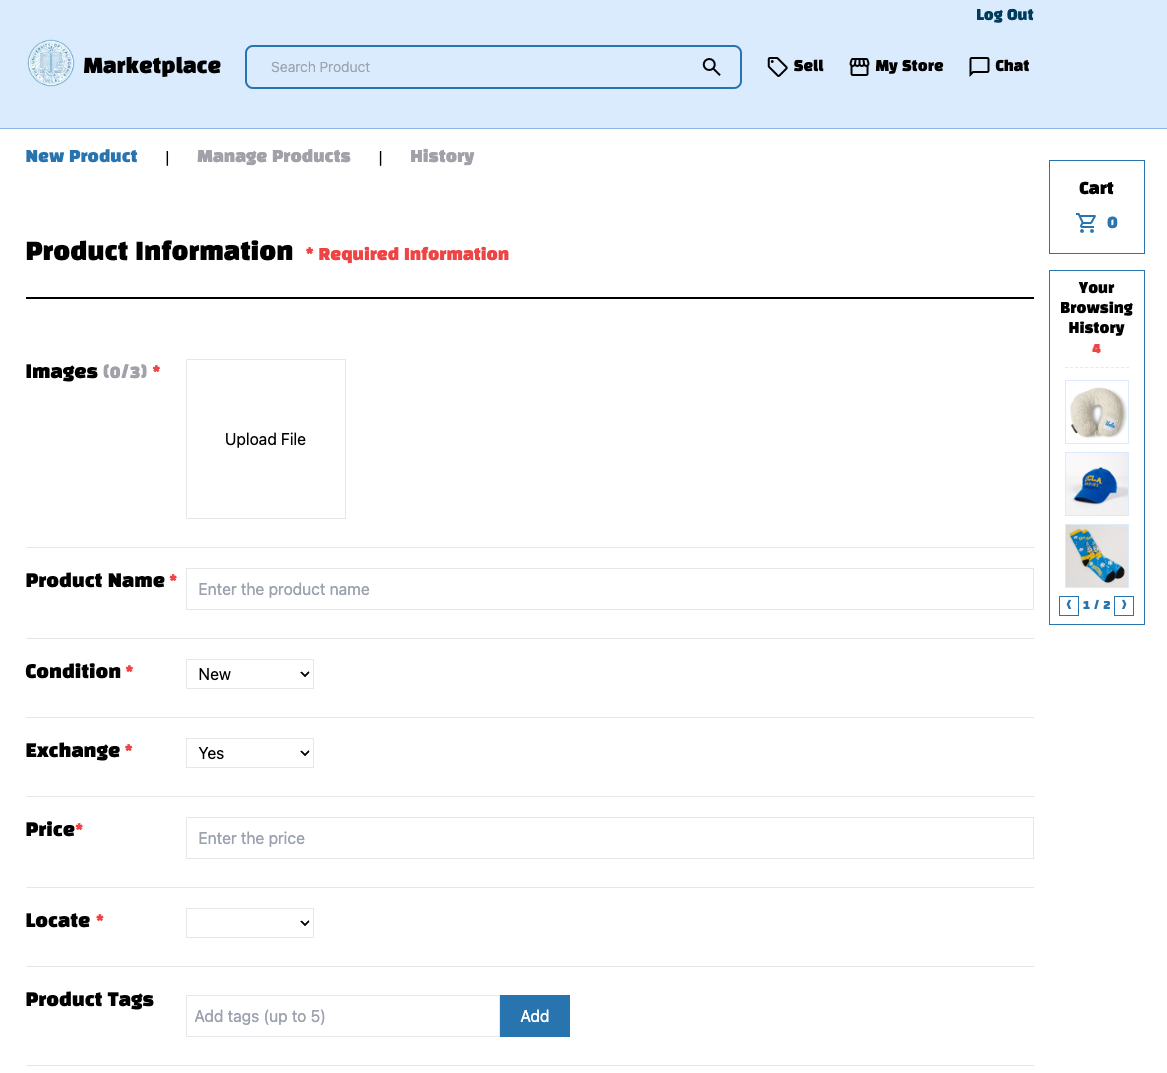 Log Out
Marketplace
Search Product
Sell
My Store
Chat
New Product | Manage Products | History
Cart
0
Product Information * Required Information
Your
Browsing
History
4
Images (0/3) *
Upload File
Product Name *
Enter the product name
‹ 1 / 2 ›
Condition *
New
Exchange *
Yes
Price*
Enter the price
Locate *
Product Tags
Add tags (up to 5)
Add